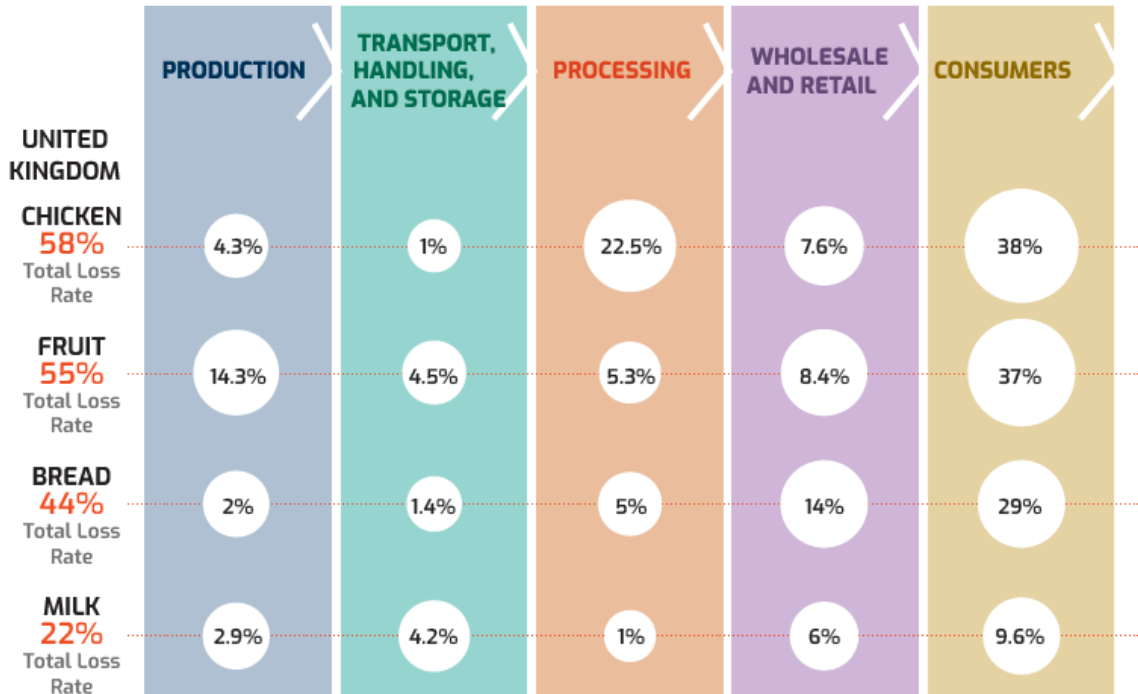 PRODUCTION
TRANSPORT,
HANDLING,
AND STORAGE
PROCESSING
WHOLESALE
AND RETAIL
CONSUMERS
UNITED
KINGDOM
CHICKEN
58%
Total Loss
Rate
4.3%
1%
22.5%
7.6%
38%
FRUIT
55%
Total Loss
Rate
14.3%
4.5%
5.3%
8.4%
37%
BREAD
44%
Total Loss
Rate
2%
1.4%
5%
14%
29%
MILK
22%
Total Loss
Rate
2.9%
4.2%
1%
6%
9.6%